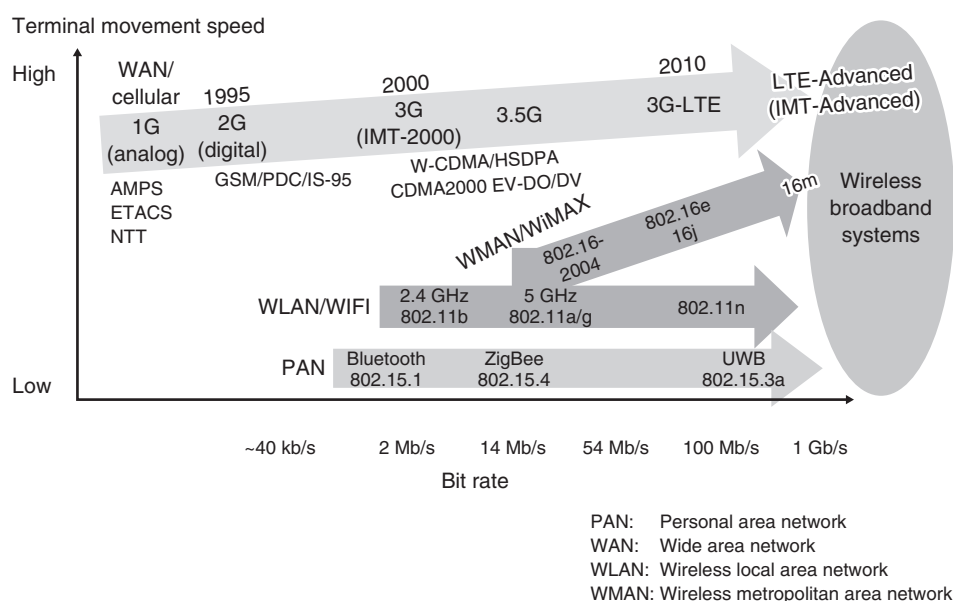 Terminal movement speed
High
WAN/
cellular
1G
(analog)
AMPS
ETACS
NTT
1995
2G
(digital)
GSM/PDC/IS-95
2000
3G
(IMT-2000)
3.5G
W-CDMA/HSDPA
CDMA2000 EV-DO/DV
2010
3G-LTE
LTE-Advanced
(IMT-Advanced)
WMAN/WiMAX
802.16-
2004
802.16e
16j
16m
Wireless
broadband
systems
WLAN/WIFI
2.4 GHz
802.11b
5 GHz
802.11a/g
802.11n
PAN
Bluetooth
802.15.1
ZigBee
802.15.4
UWB
802.15.3a
Low
~40 kb/s 2 Mb/s 14 Mb/s 54 Mb/s 100 Mb/s 1 Gb/s
Bit rate
PAN: Personal area network
WAN: Wide area network
WLAN: Wireless local area network
WMAN: Wireless metropolitan area network